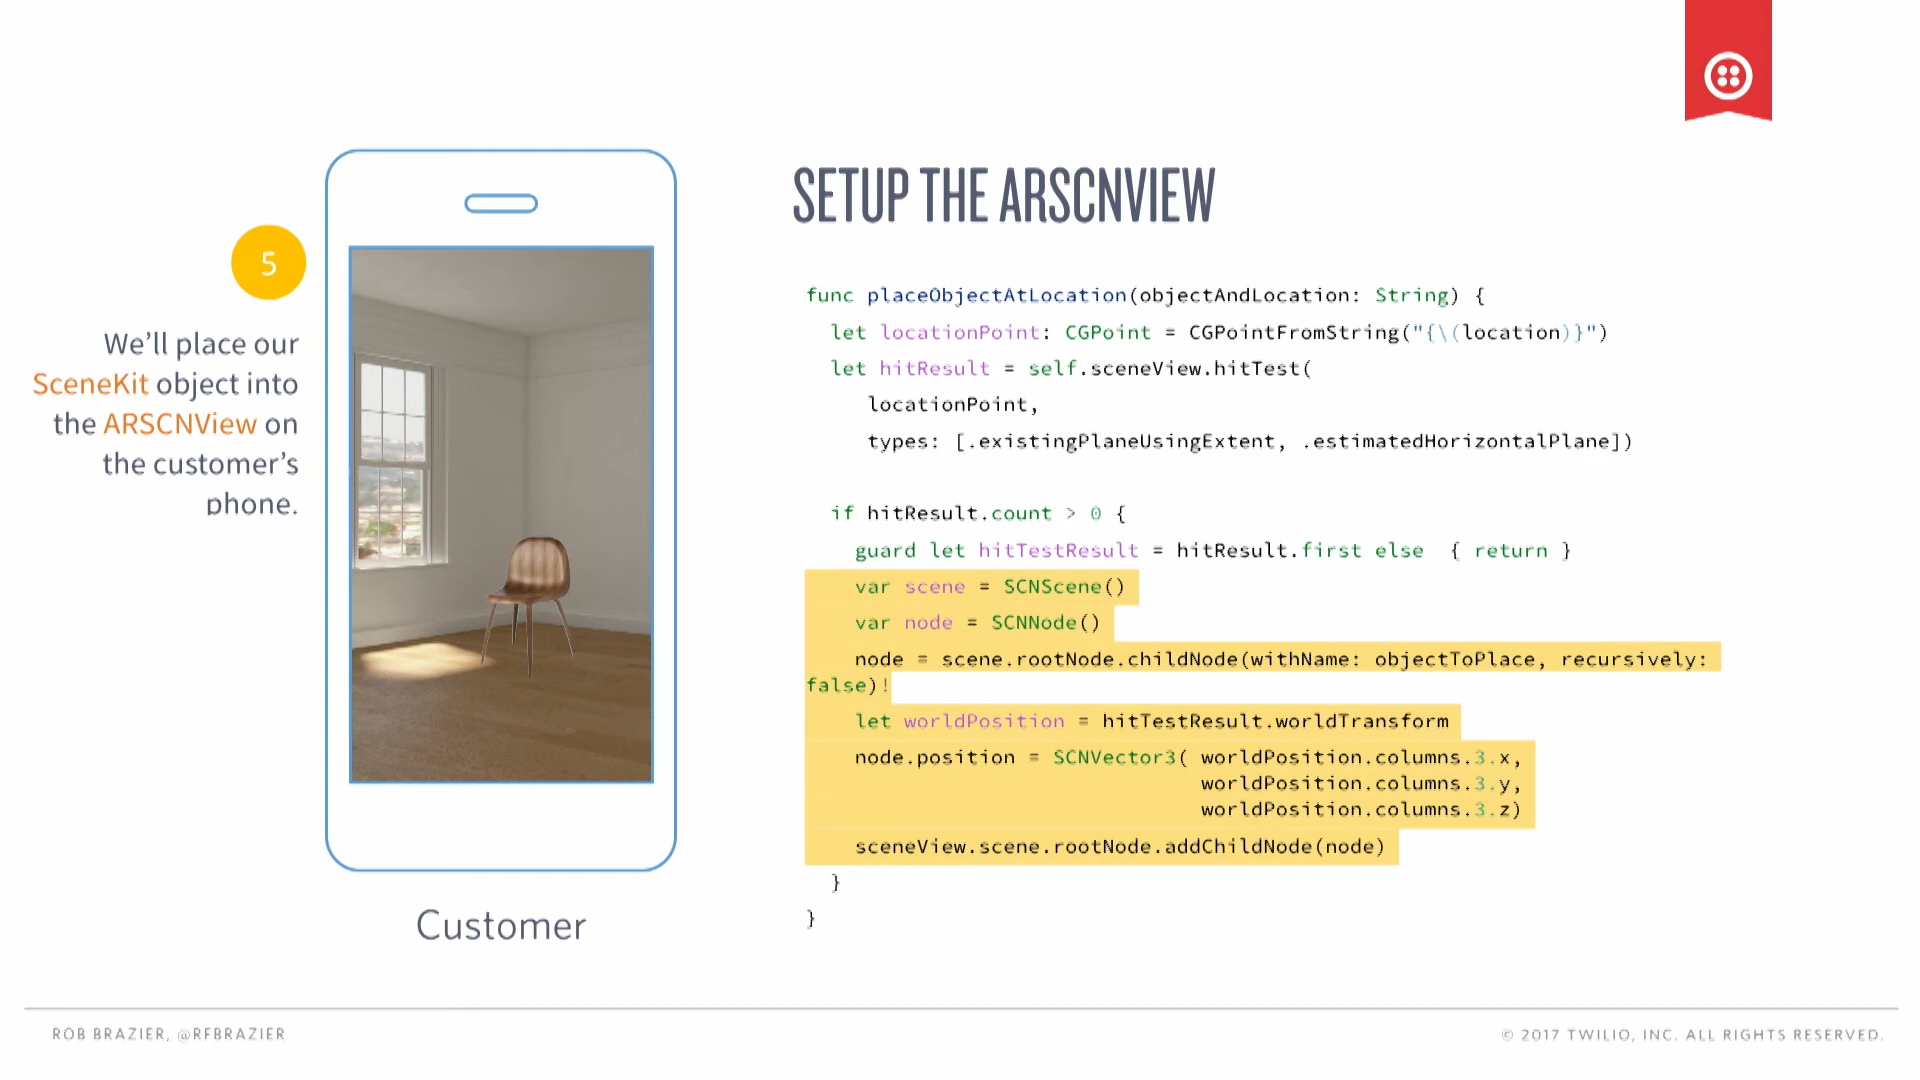 5
We’ll place our
SceneKit object into
the ARSCNView on
the customer’s
phone.
Customer
SETUP THE ARSCNVIEW
func placeObjectAtLocation(objectAndLocation: String) {
let locationPoint: CGPoint = CGPointFromString("{\(location)}")
let hitResult = self.sceneView.hitTest(
locationPoint,
types: [.existingPlaneUsingExtent, .estimatedHorizontalPlane])
if hitResult.count > 0 {
guard let hitTestResult = hitResult.first else { return }
var scene = SCNScene()
var node = SCNNode()
node = scene.rootNode.childNode(withName: objectToPlace, recursively:
false)!
let worldPosition = hitTestResult.worldTransform
node.position = SCNVector3( worldPosition.columns.3.x,
worldPosition.columns.3.y,
worldPosition.columns.3.z)
sceneView.scene.rootNode.addChildNode(node)
}
}
ROB BRAZIER, @RFBRAZIER
© 2017 TWILIO, INC. ALL RIGHTS RESERVED.